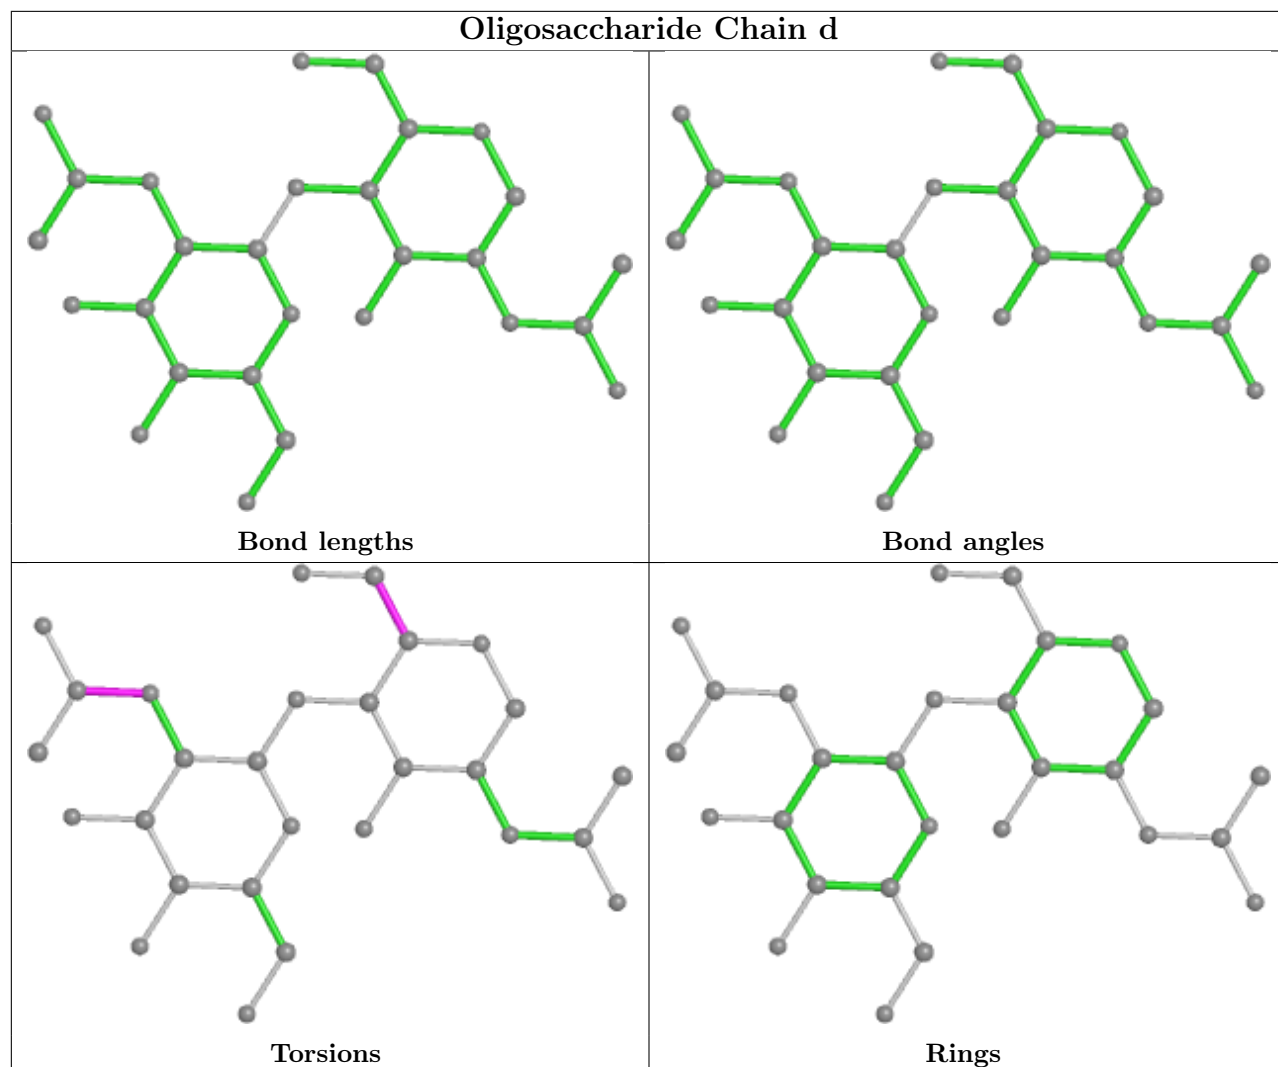 Oligosaccharide Chain d
Bond lengths
Bond angles
Torsions
Rings